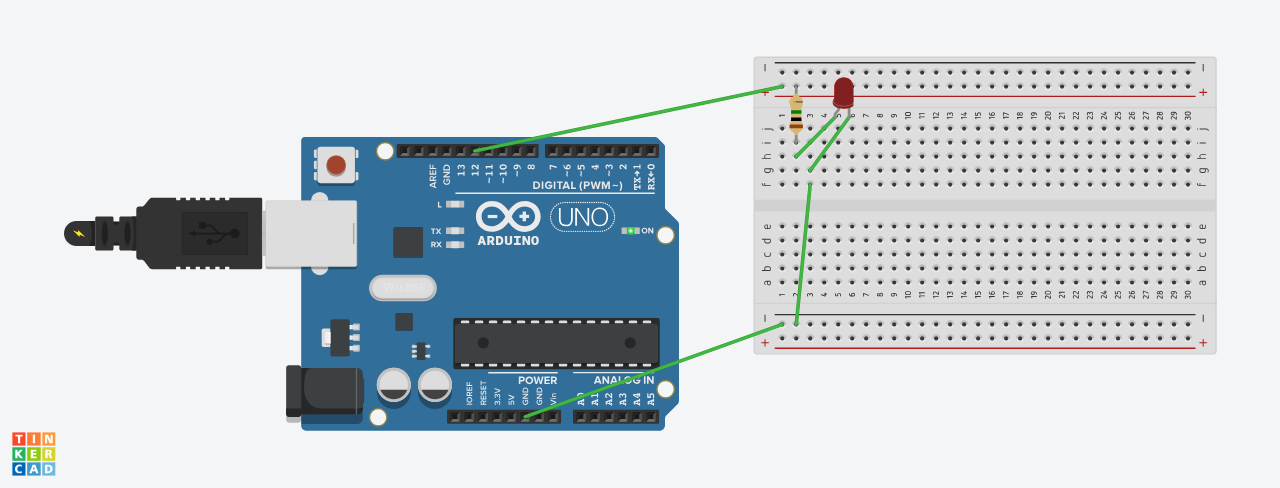 AREF
GND
13
12
~11
~10
~9
8
7
~6
~5
~4
~3
2
TX→1
RX←0
DIGITAL (PWM~)
L
TX
RX
ARDUINO
UNO
ON
POWER
ANALOG IN
IOREF
RESET
3.3V
5V
GND
GND
Vin
A0
A1
A2
A3
A4
A5
− −
+ +
1 2 3 4 5 6 7 8 9 10 11 12 13 14 15 16 17 18 19 20 21 22 23 24 25 26 27 28 29 30
j j
i i
h h
g g
f f
e e
d d
c c
b b
a a
1 2 3 4 5 6 7 8 9 10 11 12 13 14 15 16 17 18 19 20 21 22 23 24 25 26 27 28 29 30
− −
+ +
TIN
KER
CAD